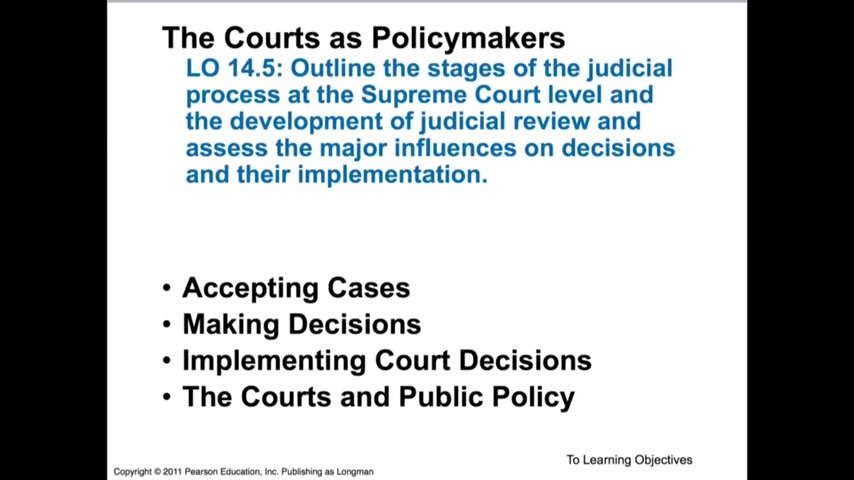 The Courts as Policymakers
LO 14.5: Outline the stages of the judicial
process at the Supreme Court level and
the development of judicial review and
assess the major influences on decisions
and their implementation.
• Accepting Cases
• Making Decisions
• Implementing Court Decisions
• The Courts and Public Policy
To Learning Objectives
Copyright © 2011 Pearson Education, Inc. Publishing as Longman